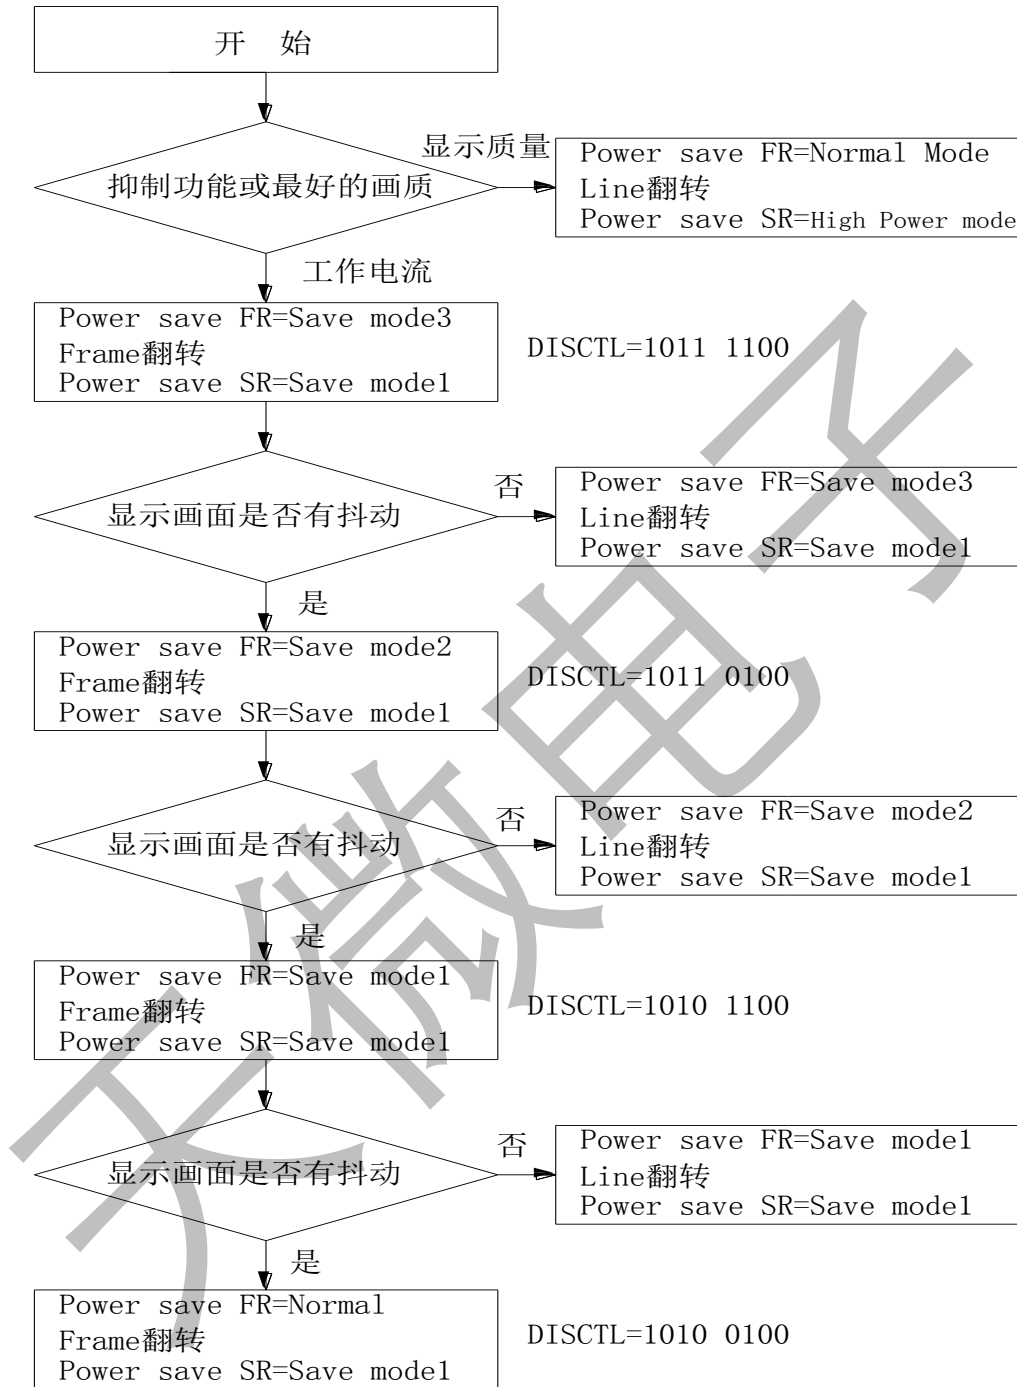 开 始
抑制功能或最好的画质
显示质量
Power save FR=Normal Mode
Line翻转
Power save SR=High Power mode
工作电流
Power save FR=Save mode3
Frame翻转
Power save SR=Save mode1
DISCTL=1011 1100
显示画面是否有抖动
否
Power save FR=Save mode3
Line翻转
Power save SR=Save mode1
是
Power save FR=Save mode2
Frame翻转
Power save SR=Save mode1
DISCTL=1011 0100
显示画面是否有抖动
否
Power save FR=Save mode2
Line翻转
Power save SR=Save mode1
是
Power save FR=Save mode1
Frame翻转
Power save SR=Save mode1
DISCTL=1010 1100
显示画面是否有抖动
否
Power save FR=Save mode1
Line翻转
Power save SR=Save mode1
是
Power save FR=Normal
Frame翻转
Power save SR=Save mode1
DISCTL=1010 0100
天微电子